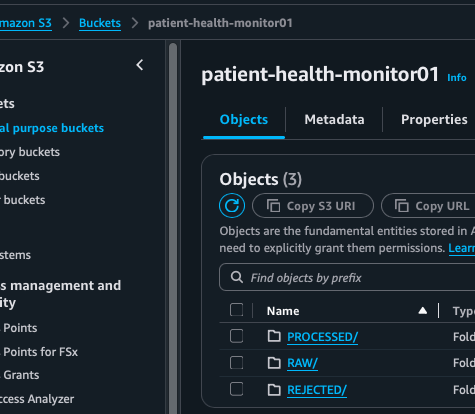 mazon S3 > Buckets > patient-health-monitor01
zon S3
patient-health-monitor01 Info
ets
al purpose buckets
ory buckets
buckets
r buckets
stems
s management and
ity
Points
Points for FSx
Grants
ccess Analyzer
Objects Metadata Properties
Objects (3)
Copy S3 URI Copy URL
Objects are the fundamental entities stored in A
need to explicitly grant them permissions. Learn
Find objects by prefix
Name Type
PROCESSED/ Fold
RAW/ Fold
REJECTED/ Fold